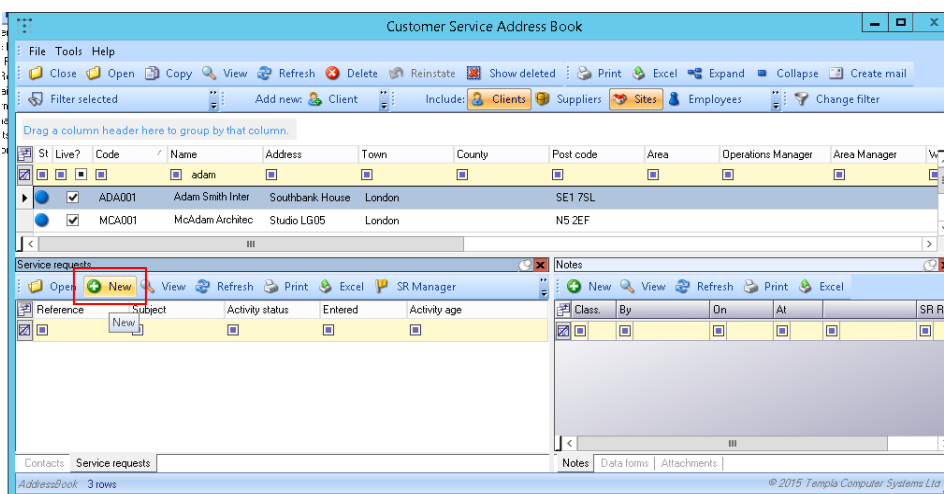 Customer Service Address Book
File Tools Help
Close Open Copy View Refresh Delete Reinstate Show deleted Print Excel Expand Collapse Create mail
Filter selected Add new: Client Include: Clients Suppliers Sites Employees Change filter
Drag a column header here to group by that column.
St Live? Code Name Address Town County Post code Area Operations Manager Area Manager
adam
ADA001 Adam Smith Inter Southbank House London SE1 7SL
MCA001 McAdam Architec Studio LG05 London N5 2EF
Service requests Notes
Open New View Refresh Print Excel SR Manager New View Refresh Print Excel
Reference Subject Activity status Entered Activity age Class. By On At SR R
New
Contacts Service requests Notes Data forms Attachments
AddressBook 3 rows © 2015 Templa Computer Systems Ltd